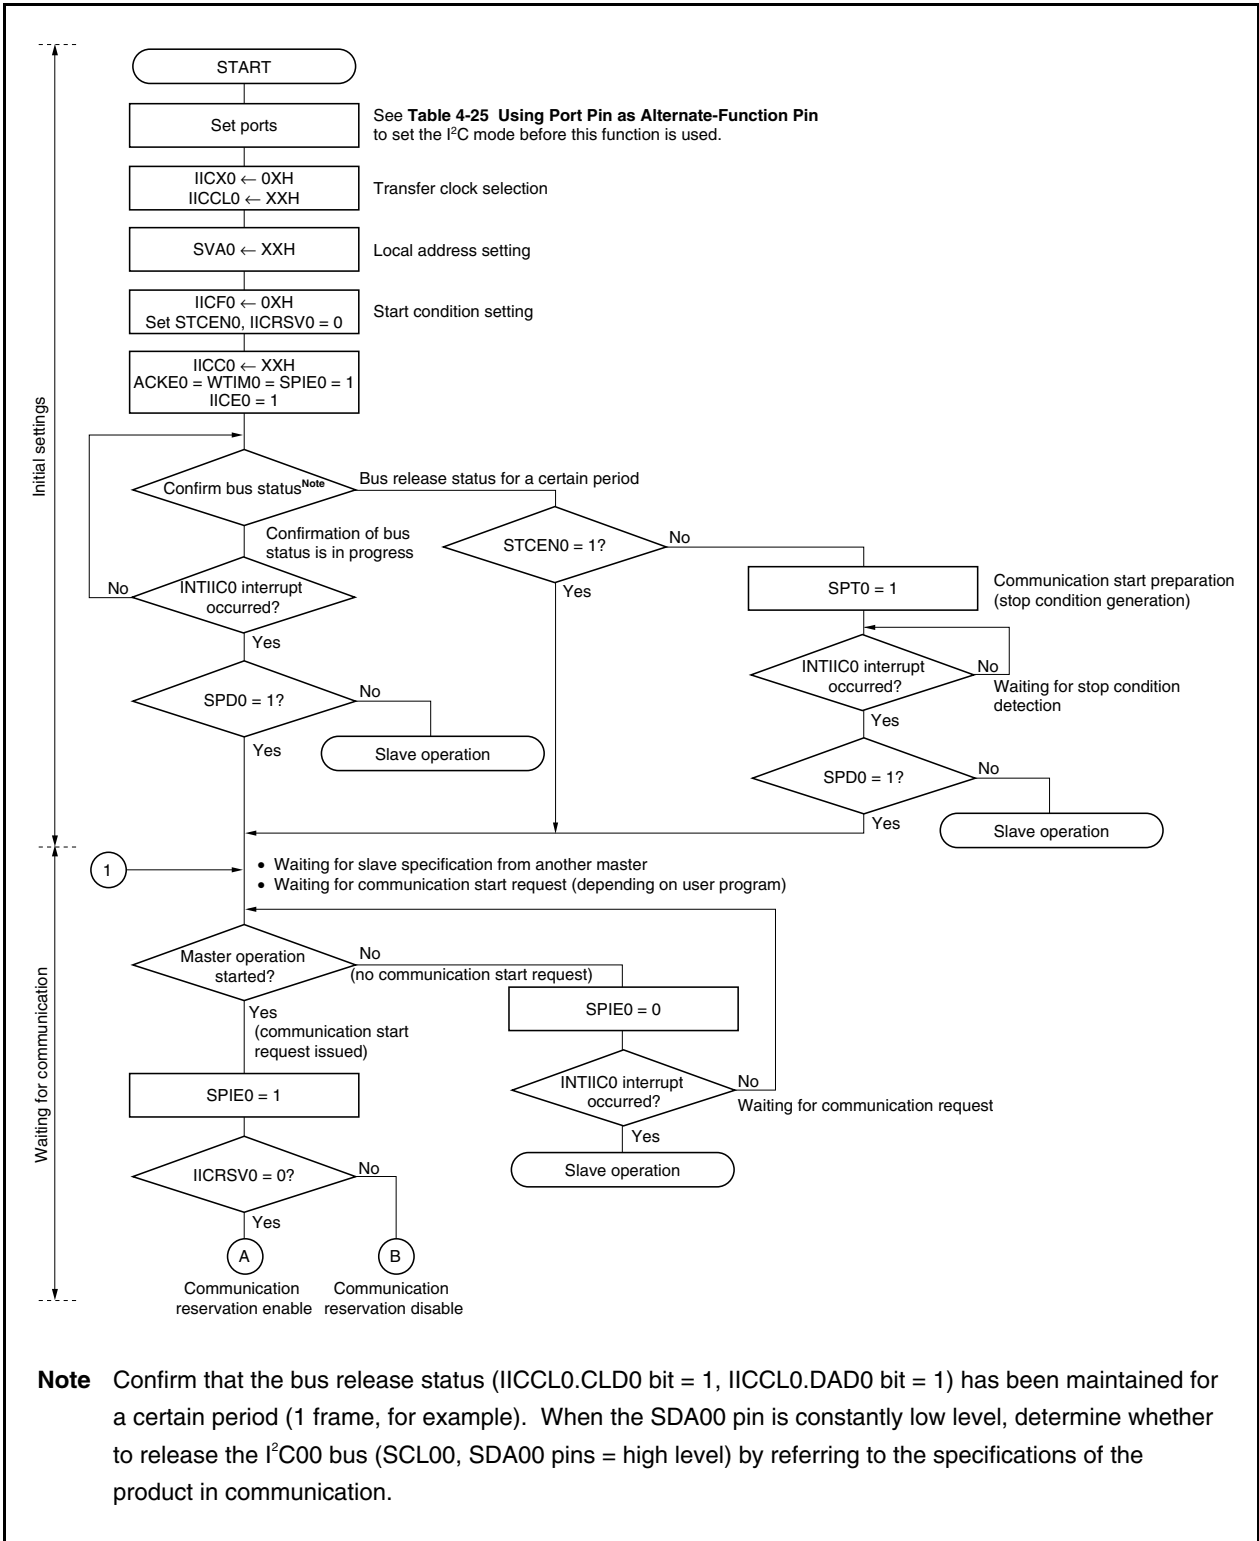 START
Set ports
See Table 4-25 Using Port Pin as Alternate-Function Pin
to set the I²C mode before this function is used.
IICX0 ← 0XH
IICCL0 ← XXH
Transfer clock selection
SVA0 ← XXH
Local address setting
IICF0 ← 0XH
Set STCEN0, IICRSV0 = 0
Start condition setting
IICC0 ← XXH
ACKE0 = WTIM0 = SPIE0 = 1
IICE0 = 1
Initial settings
Confirm bus statusNote
Bus release status for a certain period
Confirmation of bus
status is in progress
STCEN0 = 1?
No
Yes
SPT0 = 1
Communication start preparation
(stop condition generation)
No
INTIIC0 interrupt
occurred?
Yes
INTIIC0 interrupt
occurred?
No
Waiting for stop condition
detection
Yes
SPD0 = 1?
No
Yes
Slave operation
SPD0 = 1?
No
Yes
Slave operation
1
• Waiting for slave specification from another master
• Waiting for communication start request (depending on user program)
Waiting for communication
Master operation
started?
No
(no communication start request)
Yes
(communication start
request issued)
SPIE0 = 0
INTIIC0 interrupt
occurred?
No
Waiting for communication request
Yes
Slave operation
SPIE0 = 1
IICRSV0 = 0?
No
Yes
A
B
Communication
reservation enable
Communication
reservation disable
Note Confirm that the bus release status (IICCL0.CLD0 bit = 1, IICCL0.DAD0 bit = 1) has been maintained for
a certain period (1 frame, for example). When the SDA00 pin is constantly low level, determine whether
to release the I²C00 bus (SCL00, SDA00 pins = high level) by referring to the specifications of the
product in communication.